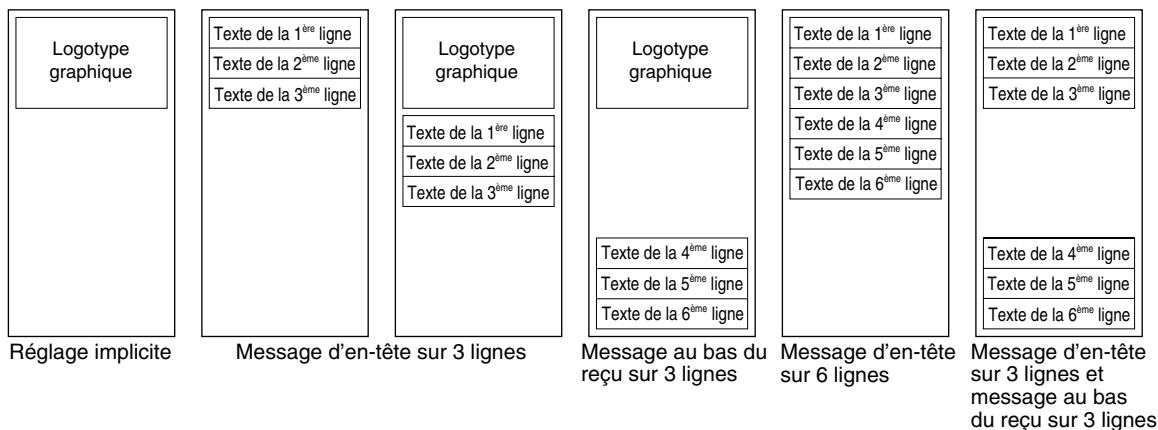 Logotype
graphique
Réglage implicite
Texte de la 1ère ligne
Texte de la 2ème ligne
Texte de la 3ème ligne
Logotype
graphique
Texte de la 1ère ligne
Texte de la 2ème ligne
Texte de la 3ème ligne
Message d'en-tête sur 3 lignes
Logotype
graphique
Texte de la 4ème ligne
Texte de la 5ème ligne
Texte de la 6ème ligne
Message au bas du
reçu sur 3 lignes
Texte de la 1ère ligne
Texte de la 2ème ligne
Texte de la 3ème ligne
Texte de la 4ème ligne
Texte de la 5ème ligne
Texte de la 6ème ligne
Message d'en-tête
sur 6 lignes
Texte de la 1ère ligne
Texte de la 2ème ligne
Texte de la 3ème ligne
Texte de la 4ème ligne
Texte de la 5ème ligne
Texte de la 6ème ligne
Message d'en-tête
sur 3 lignes et
message au bas
du reçu sur 3 lignes